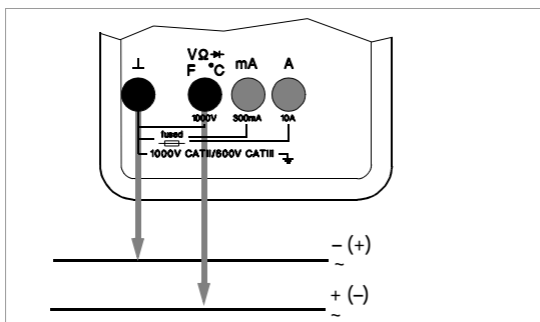 VΩ
⊥ F °C mA A
1000V 300mA 10A
fused
1000V CATII/600V CATIII
– (+)
~
+ (–)
~